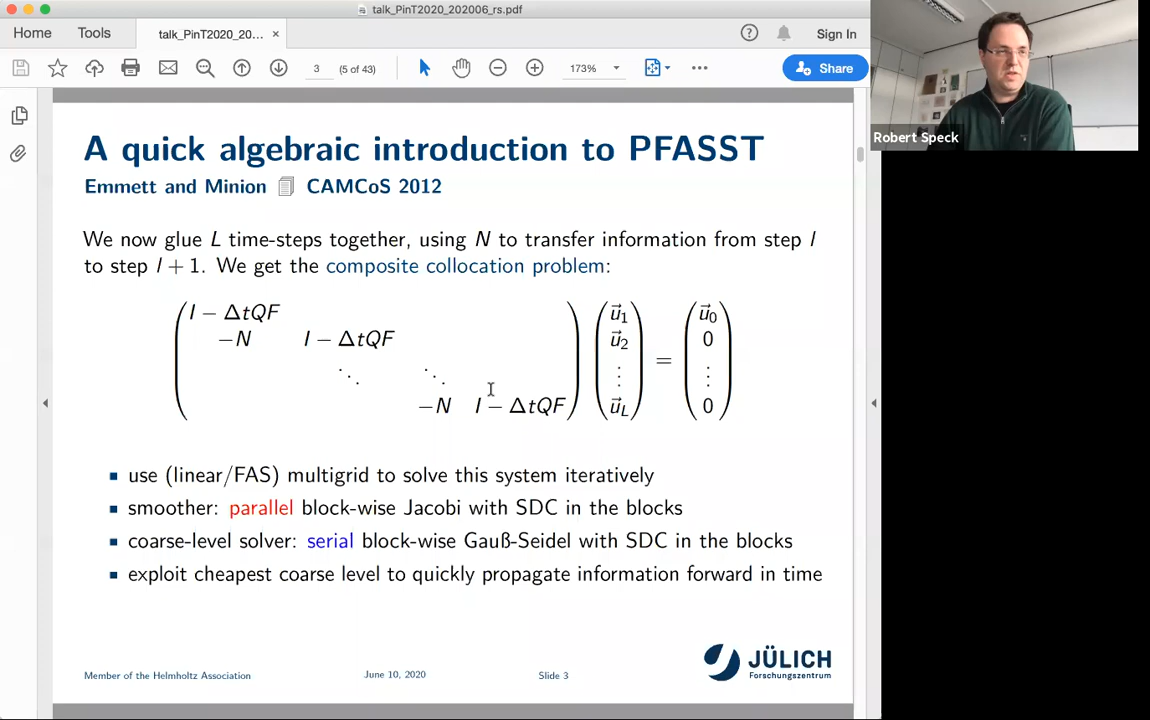 talk_PinT2020_202006_rs.pdf
Home Tools talk_PinT2020_20... × Sign In
3 (5 of 43) 173% Share
Robert Speck
A quick algebraic introduction to PFASST
Emmett and Minion CAMCoS 2012
We now glue L time-steps together, using N to transfer information from step l
to step l + 1. We get the composite collocation problem:
I − ΔtQF u⃗1 u⃗0
−N I − ΔtQF u⃗2 0
⋱ ⋱ ⋮ = ⋮
−N I − ΔtQF u⃗L 0
▪ use (linear/FAS) multigrid to solve this system iteratively
▪ smoother: parallel block-wise Jacobi with SDC in the blocks
▪ coarse-level solver: serial block-wise Gauß-Seidel with SDC in the blocks
▪ exploit cheapest coarse level to quickly propagate information forward in time
JÜLICH
Forschungszentrum
Member of the Helmholtz Association June 10, 2020 Slide 3